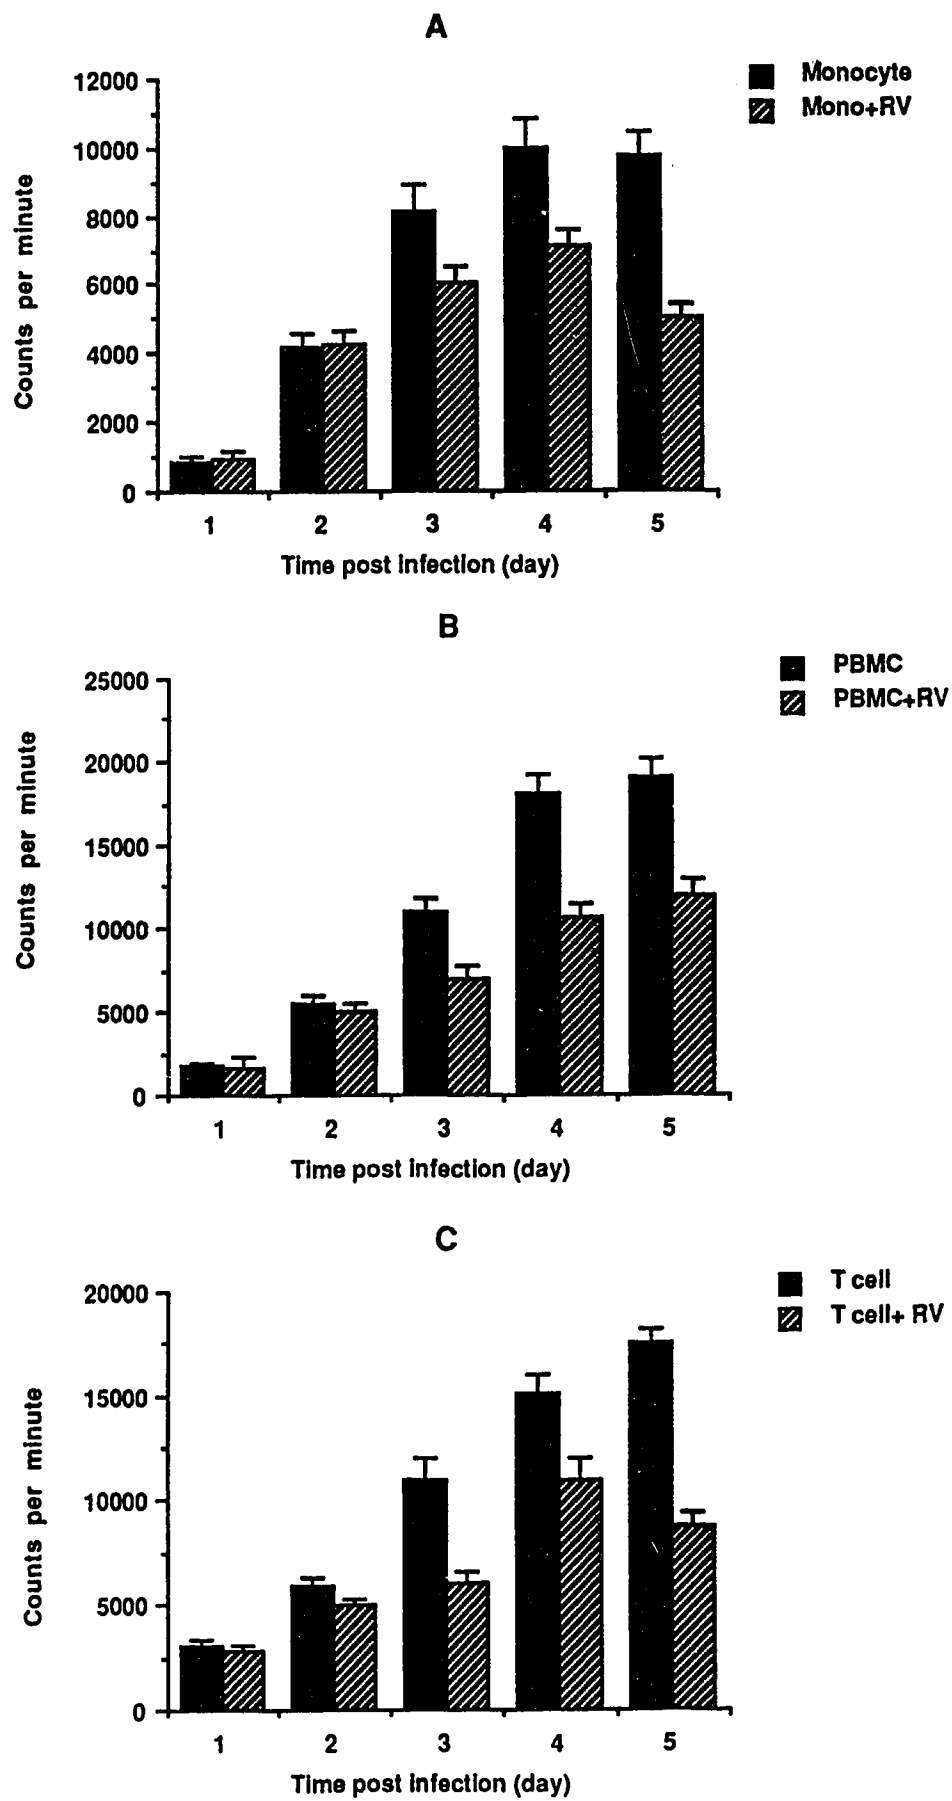 A
Monocyte
Mono+RV
12000
10000
8000
6000
4000
2000
0
Counts per minute
1 2 3 4 5
Time post infection (day)
B
PBMC
PBMC+RV
25000
20000
15000
10000
5000
0
Counts per minute
1 2 3 4 5
Time post infection (day)
C
T cell
T cell+ RV
20000
15000
10000
5000
0
Counts per minute
1 2 3 4 5
Time post infection (day)